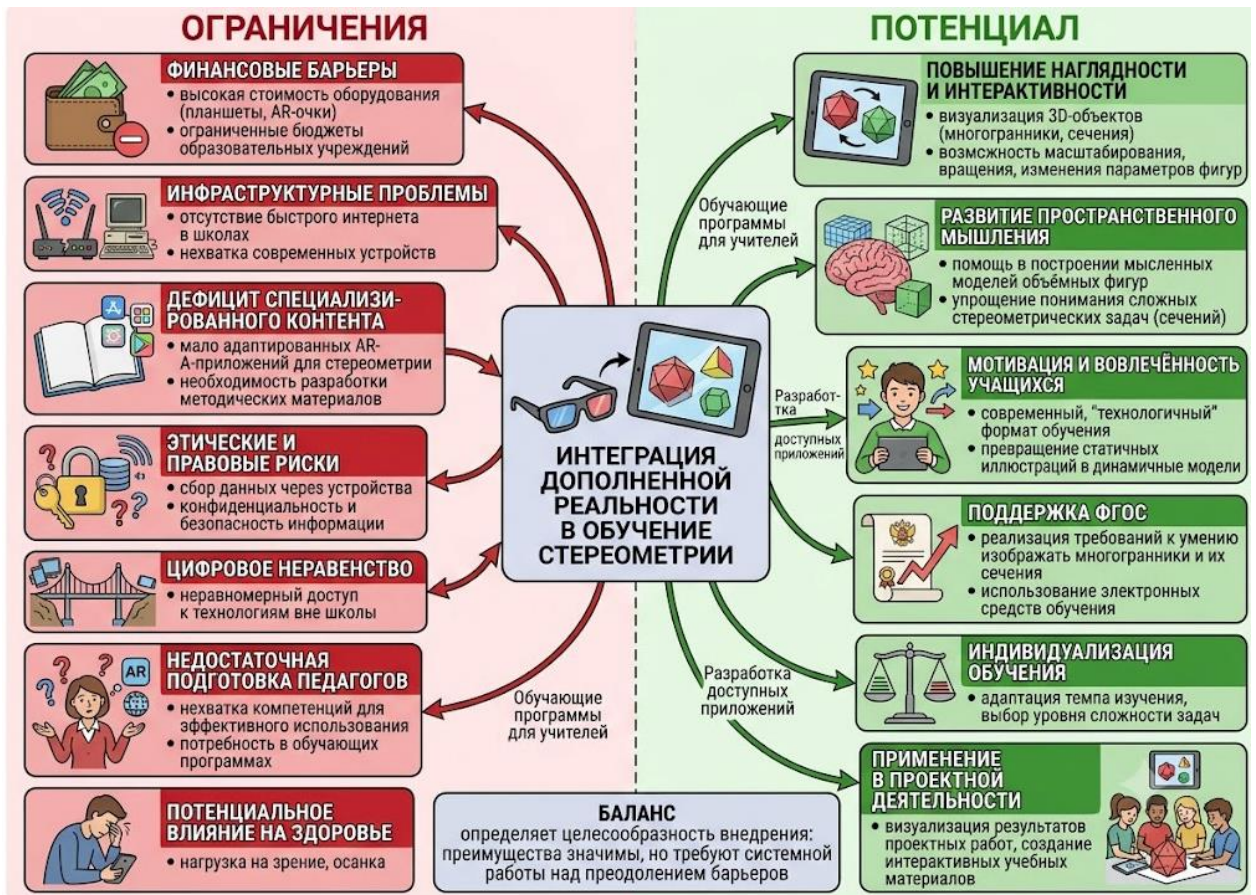 ОГРАНИЧЕНИЯ
ФИНАНСОВЫЕ БАРЬЕРЫ
• высокая стоимость оборудования
(планшеты, AR-очки)
• ограниченные бюджеты
образовательных учреждений
ИНФРАСТРУКТУРНЫЕ ПРОБЛЕМЫ
• отсутствие быстрого интернета
в школах
• нехватка современных устройств
ДЕФИЦИТ СПЕЦИАЛИЗИ-
РОВАННОГО КОНТЕНТА
• мало адаптированных AR-
А-приложений для стереометрии
• необходимость разработки
методических материалов
ЭТИЧЕСКИЕ И
ПРАВОВЫЕ РИСКИ
• сбор данных через устройства
• конфиденциальность и
безопасность информации
ЦИФРОВОЕ НЕРАВЕНСТВО
• неравномерный доступ
к технологиям вне школы
AR
НЕДОСТАТОЧНАЯ
ПОДГОТОВКА ПЕДАГОГОВ
• нехватка компетенций для
эффективного использования
• потребность в обучающих
программах
ПОТЕНЦИАЛЬНОЕ
ВЛИЯНИЕ НА ЗДОРОВЬЕ
• нагрузка на зрение, осанка
Обучающие
программы
для учителей
ИНТЕГРАЦИЯ
ДОПОЛНЕННОЙ
РЕАЛЬНОСТИ
В ОБУЧЕНИЕ
СТЕРЕОМЕТРИИ
БАЛАНС
определяет целесообразность внедрения:
преимущества значимы, но требуют системной
работы над преодолением барьеров
ПОТЕНЦИАЛ
Обучающие
программы
для учителей
Разработ-
тка
доступных
приложений
Разработка
доступных
приложений
ПОВЫШЕНИЕ НАГЛЯДНОСТИ
И ИНТЕРАКТИВНОСТИ
• визуализация 3D-объектов
(многогранники, сечения)
• возмсжность масштабирования,
вращения, изменения параметров фигур
РАЗВИТИЕ ПРОСТРАНСТВЕННОГО
МЫШЛЕНИЯ
• помощь в построении мысленных
моделей объёмных фигур
• упрощение понимания сложных
стереометрических задач (сечений)
МОТИВАЦИЯ И ВОВЛЕЧЁННОСТЬ
УЧАЩИХСЯ
• современный, "технологичный"
формат обучения
• превращение статичных
иллюстраций в динамичные модели
ПОДДЕРЖКА ФГОС
• реализация требований к умению
изображать многогранники и их
сечения
• использование электронных
средств обучения
ИНДИВИДУАЛИЗАЦИЯ
ОБУЧЕНИЯ
• адаптация темпа изучения,
выбор уровня сложности задач
ПРИМЕНЕНИЕ
В ПРОЕКТНОЙ
ДЕЯТЕЛЬНОСТИ
• визуализация результатов
проектных работ, создание
интерактивных учебных
материалов